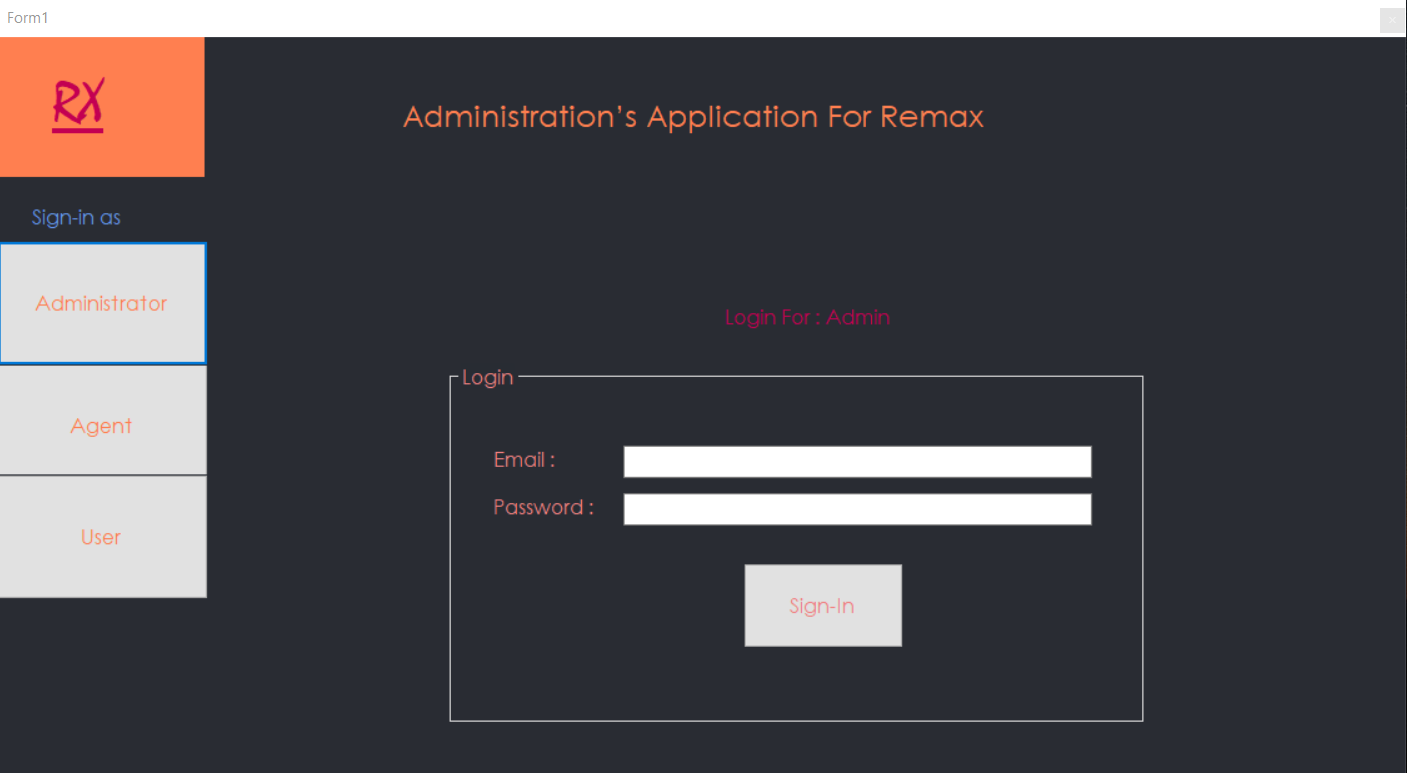 Form1
RX
Administration’s Application For Remax
Sign-in as
Administrator
Agent
User
Login For : Admin
Login
Email :
Password :
Sign-In